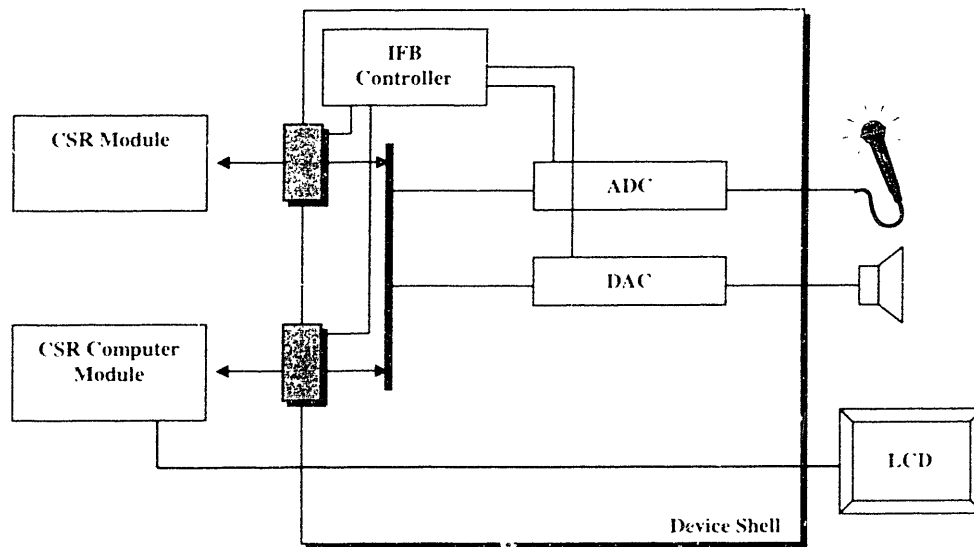 IFB
Controller
CSR Module
ADC
DAC
CSR Computer
Module
LCD
Device Shell